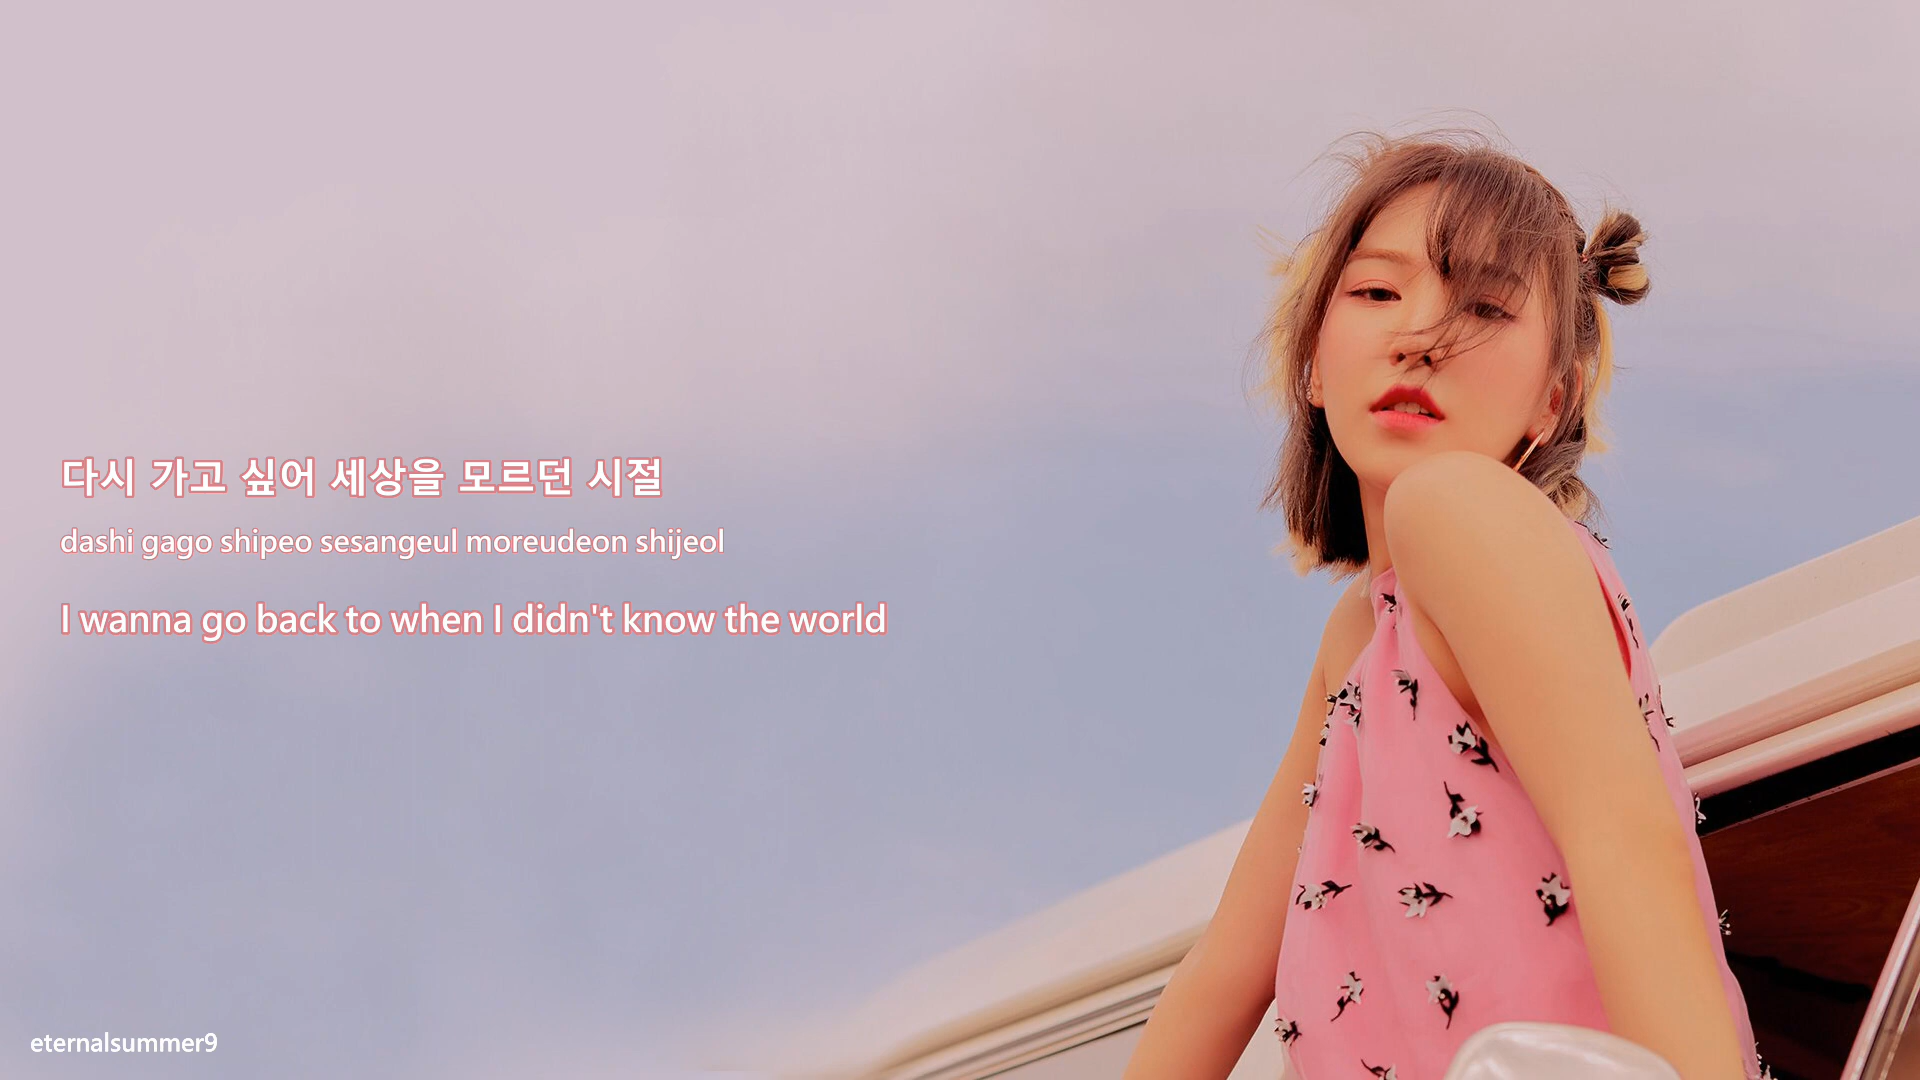 다시 가고 싶어 세상을 모르던 시절
dashi gago shipeo sesangeul moreudeon shijeol
I wanna go back to when I didn't know the world
eternalsummer9